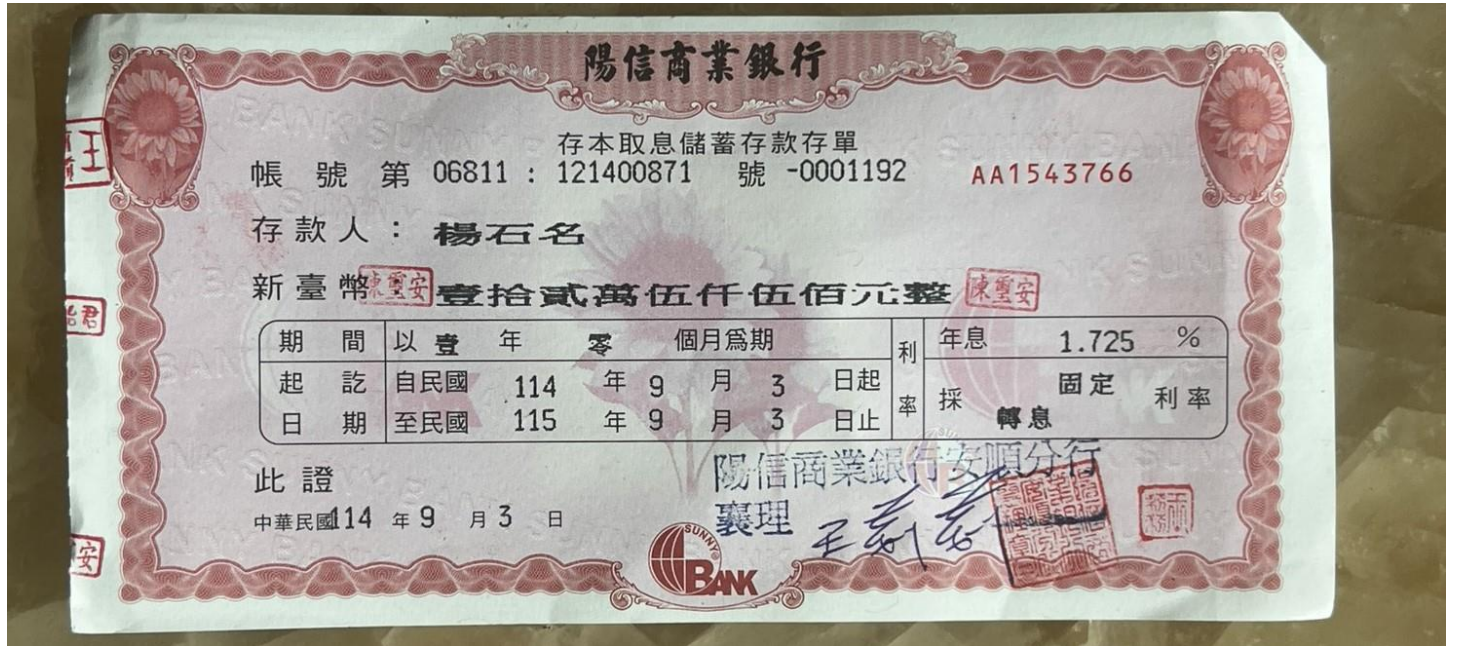 陽信商業銀行
存本取息儲蓄存款存單
帳號第 06811 : 121400871 號 -0001192 AA1543766
存款人：楊石名
新臺幣：壹拾貳萬伍仟伍佰元整
期間 以壹年零個月為期 利率 年息 1.725 %
起訖日期 自民國 114 年 9 月 3 日起 採固定利率
至民國 115 年 9 月 3 日止 轉息
此證
陽信商業銀行安順分行
襄理
中華民國114 年 9 月 3 日
SUNNY
BANK